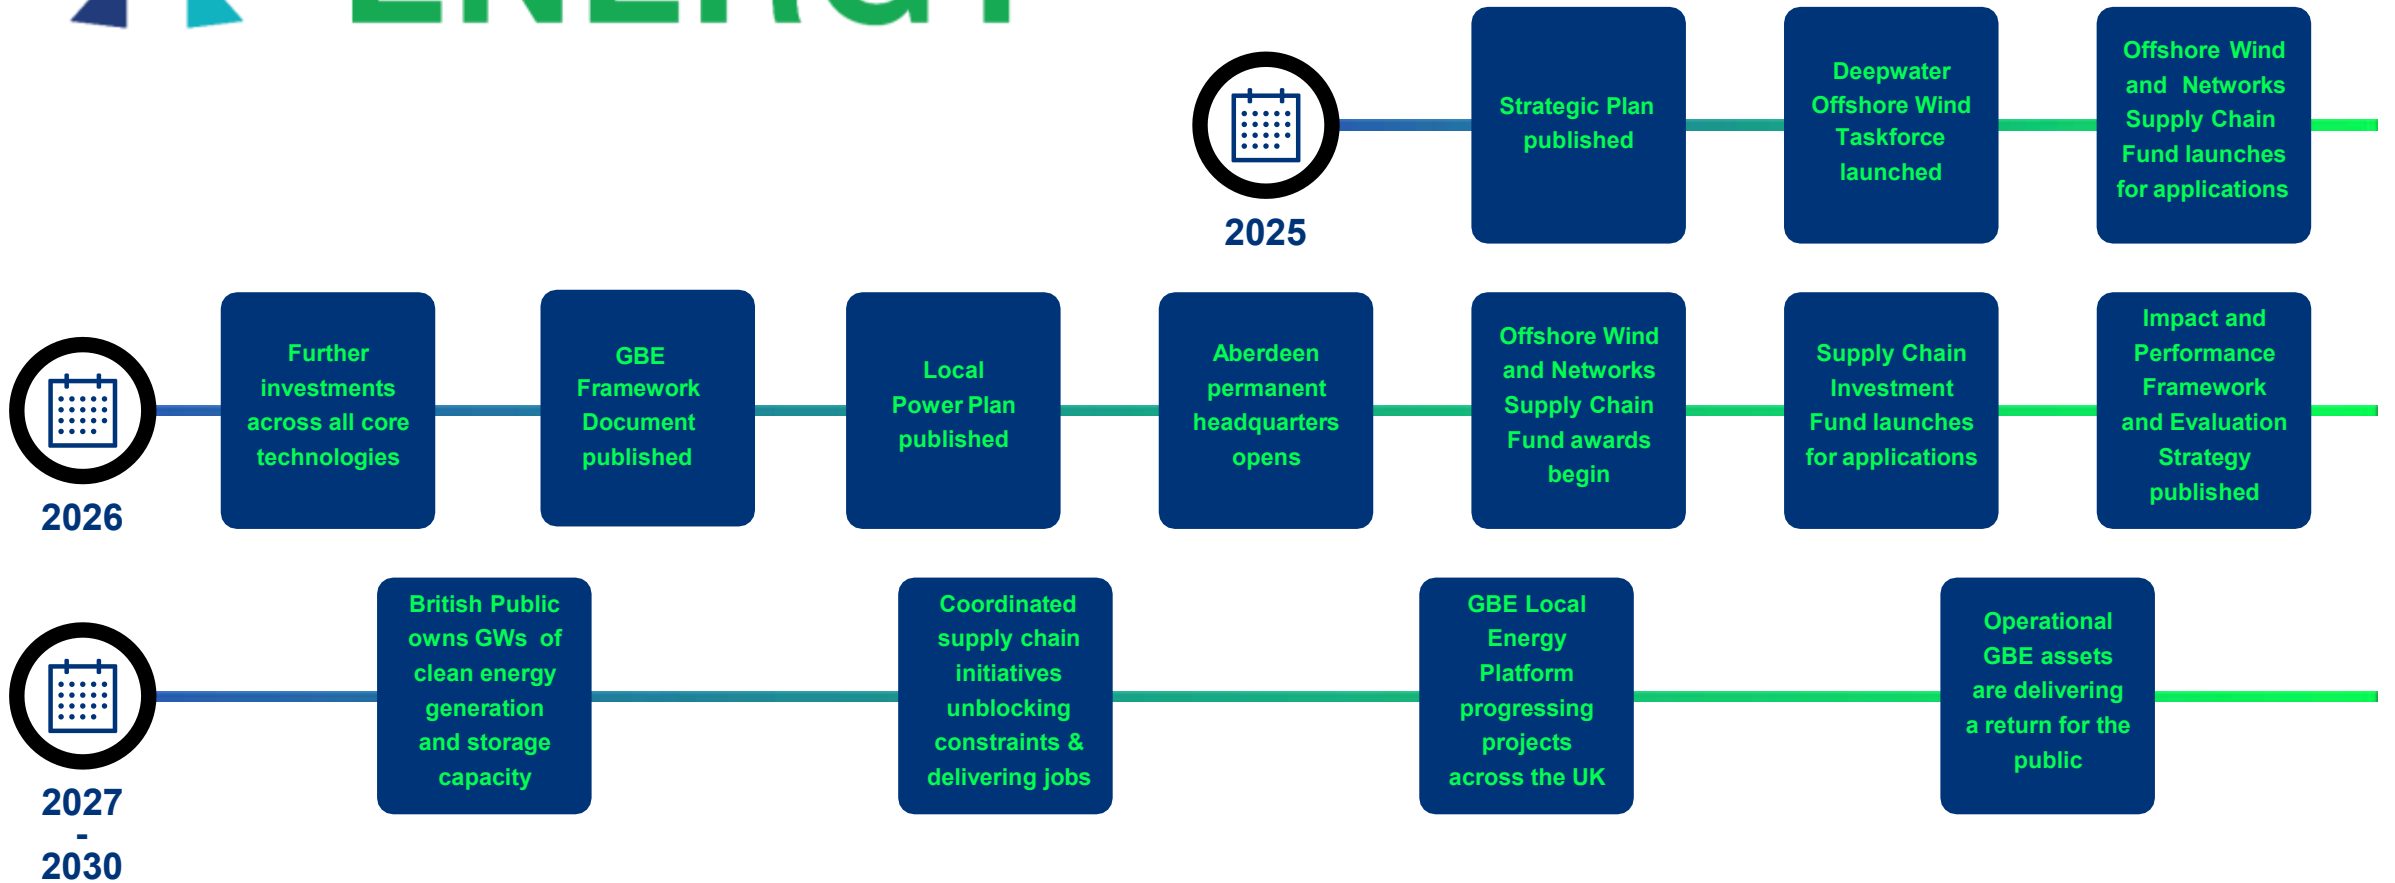 ENERGY
2025
Strategic Plan
published
Deepwater
Offshore Wind
Taskforce
launched
Offshore Wind
and Networks
Supply Chain
Fund launches
for applications
2026
Further
investments
across all core
technologies
GBE
Framework
Document
published
Local
Power Plan
published
Aberdeen
permanent
headquarters
opens
Offshore Wind
and Networks
Supply Chain
Fund awards
begin
Supply Chain
Investment
Fund launches
for applications
Impact and
Performance
Framework
and Evaluation
Strategy
published
2027
-
2030
British Public
owns GWs of
clean energy
generation
and storage
capacity
Coordinated
supply chain
initiatives
unblocking
constraints &
delivering jobs
GBE Local
Energy
Platform
progressing
projects
across the UK
Operational
GBE assets
are delivering
a return for the
public